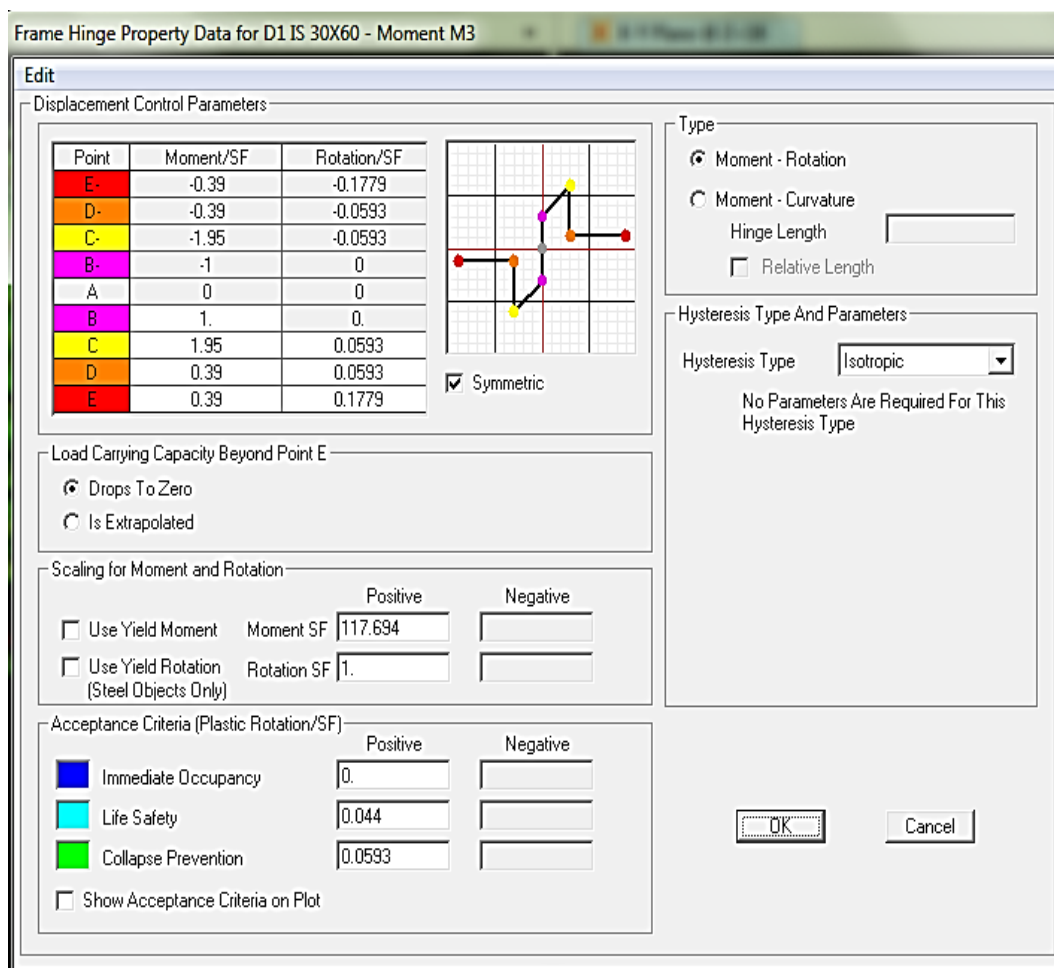 Frame Hinge Property Data for D1 IS 30X60 - Moment M3
Edit
Displacement Control Parameters
Point Moment/SF Rotation/SF
E- -0.39 -0.1779
D- -0.39 -0.0593
C- -1.95 -0.0593
B- -1 0
A 0 0
B 1. 0.
C 1.95 0.0593
D 0.39 0.0593
E 0.39 0.1779
Symmetric
Type
Moment - Rotation
Moment - Curvature
Hinge Length
Relative Length
Hysteresis Type And Parameters
Hysteresis Type Isotropic
No Parameters Are Required For This
Hysteresis Type
Load Carrying Capacity Beyond Point E
Drops To Zero
Is Extrapolated
Scaling for Moment and Rotation
Positive Negative
Use Yield Moment Moment SF 117.694
Use Yield Rotation Rotation SF 1.
(Steel Objects Only)
Acceptance Criteria (Plastic Rotation/SF)
Positive Negative
Immediate Occupancy 0.
Life Safety 0.044
Collapse Prevention 0.0593
Show Acceptance Criteria on Plot
OK Cancel